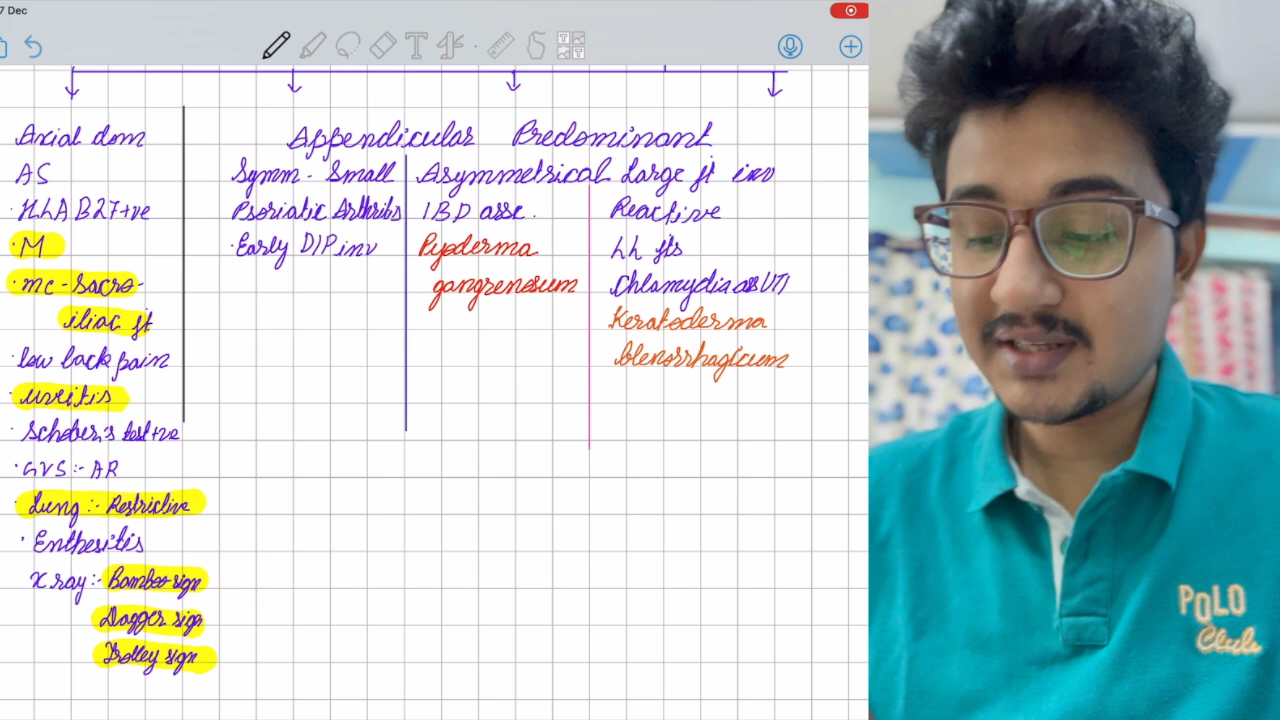 7 Dec
Axial dom
AS
· HLA B27+ve
· M
· mc - Sacro-
iliac jt
· low back pain
· uveitis
· Schober's test +ve
· CVS :- AR
· Lung :- Restrictive
· Enthesitis
X ray :- Bamboo sign
Dagger sign
Trolley sign
Appendicular Predominant
Symm - Small
Psoriatic Arthritis
· Early DIP inv
Asymmetrical Large jt inv
IBD assc.
Pyoderma
gangrenosum
Reactive
LL jts
Chlamydia as UTI
Keratoderma
blenorrhagicum
POLO
Club